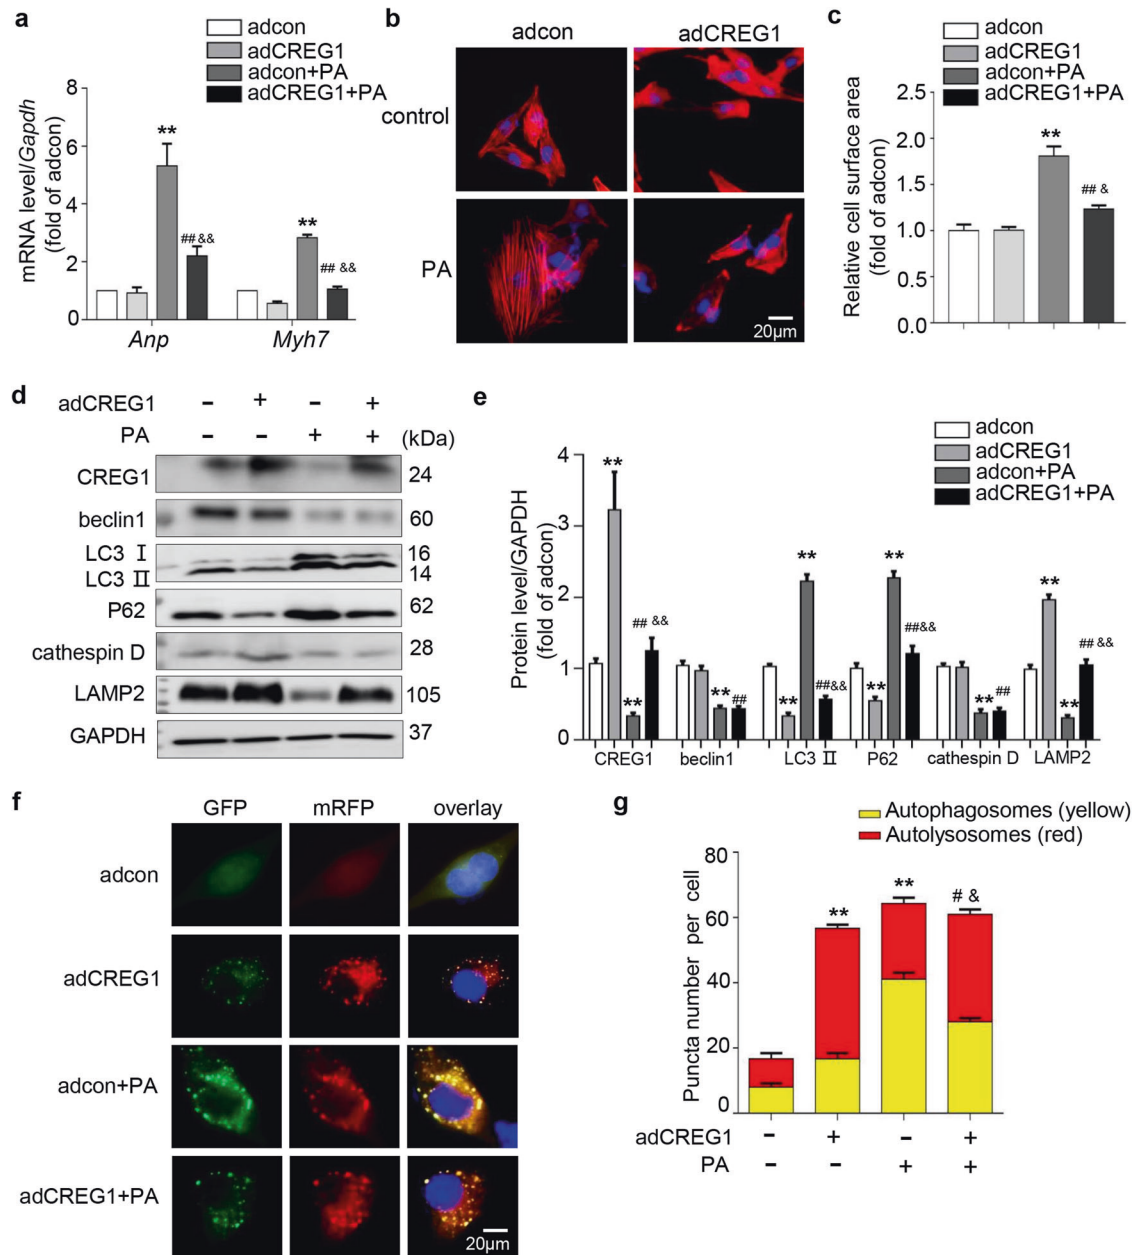 a
adcon
adCREG1
adcon+PA
adCREG1+PA
mRNA level/Gapdh
(fold of adcon)
8
6
4
2
0
**
## &&
**
## &&
Anp
Myh7
b
adcon
adCREG1
control
PA
20μm
c
adcon
adCREG1
adcon+PA
adCREG1+PA
Relative cell surface area
(fold of adcon)
2.5
2.0
1.5
1.0
0.5
0.0
**
## &
d
adCREG1 – + – +
PA – – + + (kDa)
CREG1 24
beclin1 60
LC3 Ⅰ 16
LC3 Ⅱ 14
P62 62
cathespin D 28
LAMP2 105
GAPDH 37
e
adcon
adCREG1
adcon+PA
adCREG1+PA
Protein level/GAPDH
(fold of adcon)
4
3
2
1
0
**
**
## &&
**
##
**
**
##&&
**
**
##&&
**
##
**
**
## &&
CREG1 beclin1 LC3 Ⅱ P62 cathespin D LAMP2
f
GFP mRFP overlay
adcon
adCREG1
adcon+PA
adCREG1+PA
20μm
g
Autophagosomes (yellow)
Autolysosomes (red)
Puncta number per cell
80
60
40
20
0
**
**
# &
adCREG1 – + – +
PA – – + +